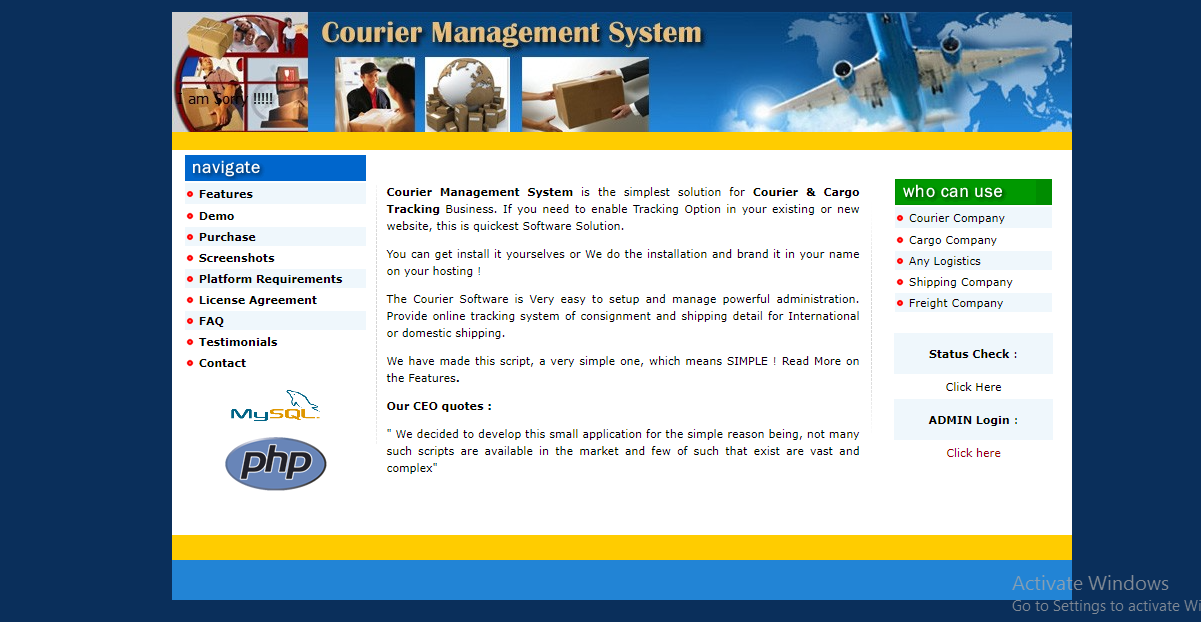 Courier Management System
I am Sorry !!!!!
navigate
Features
Demo
Purchase
Screenshots
Platform Requirements
License Agreement
FAQ
Testimonials
Contact
MySQL
php
Courier Management System is the simplest solution for Courier & Cargo
Tracking Business. If you need to enable Tracking Option in your existing or new
website, this is quickest Software Solution.
You can get install it yourselves or We do the installation and brand it in your name
on your hosting !
The Courier Software is Very easy to setup and manage powerful administration.
Provide online tracking system of consignment and shipping detail for International
or domestic shipping.
We have made this script, a very simple one, which means SIMPLE ! Read More on
the Features.
Our CEO quotes :
" We decided to develop this small application for the simple reason being, not many
such scripts are available in the market and few of such that exist are vast and
complex"
who can use
Courier Company
Cargo Company
Any Logistics
Shipping Company
Freight Company
Status Check :
Click Here
ADMIN Login :
Click here
Activate Windows
Go to Settings to activate Wi